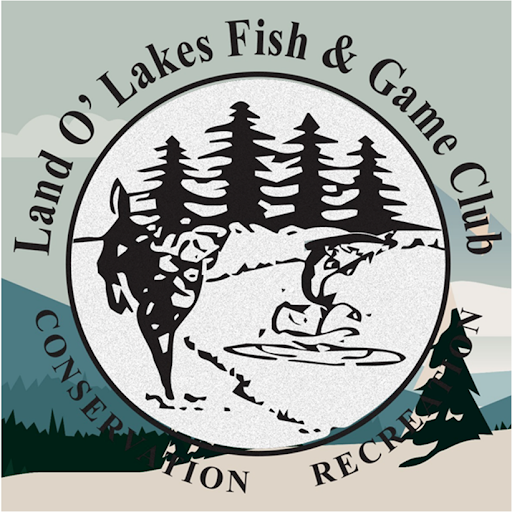 Land O' Lakes Fish & Game Club
CONSERVATION RECREATION